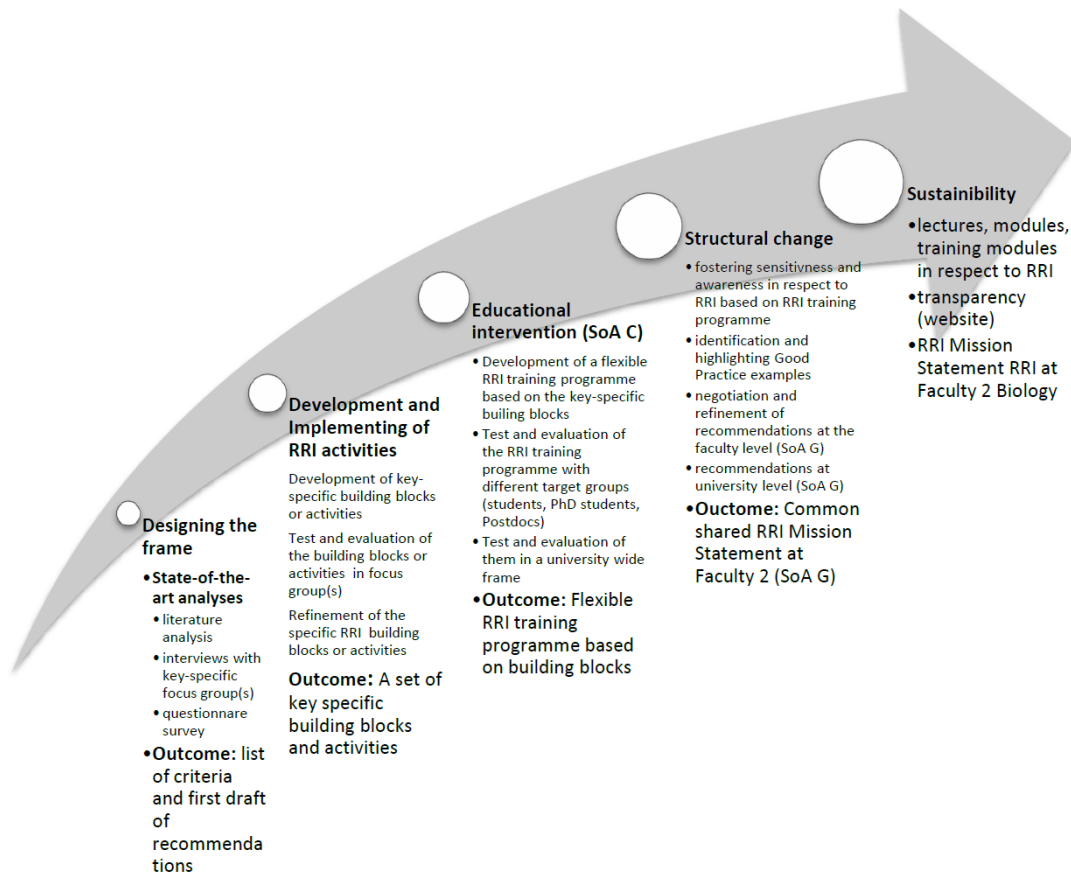 Designing the
frame
•State-of-the-
art analyses
• literature
analysis
• interviews with
key-specific
focus group(s)
• questionnare
survey
•Outcome: list
of criteria
and first draft
of
recommenda
tions
Development and
Implementing of
RRI activities
Development of key-
specific building blocks
or activities
Test and evaluation of
the building blocks or
activities in focus
group(s)
Refinement of the
specific RRI building
blocks or activities
Outcome: A set of
key specific
building blocks
and activities
Educational
intervention (SoA C)
• Development of a flexible
RRI training programme
based on the key-specific
builing blocks
• Test and evaluation of
the RRI training
programme with
different target groups
(students, PhD students,
Postdocs)
• Test and evaluation of
them in a university wide
frame
•Outcome: Flexible
RRI training
programme based
on building blocks
Structural change
• fostering sensitivness and
awareness in respect to
RRI based on RRI training
programme
• identification and
highlighting Good
Practice examples
• negotiation and
refinement of
recommendations at the
faculty level (SoA G)
• recommendations at
university level (SoA G)
•Ouctome: Common
shared RRI Mission
Statement at
Faculty 2 (SoA G)
Sustainibility
•lectures, modules,
training modules
in respect to RRI
•transparency
(website)
•RRI Mission
Statement RRI at
Faculty 2 Biology